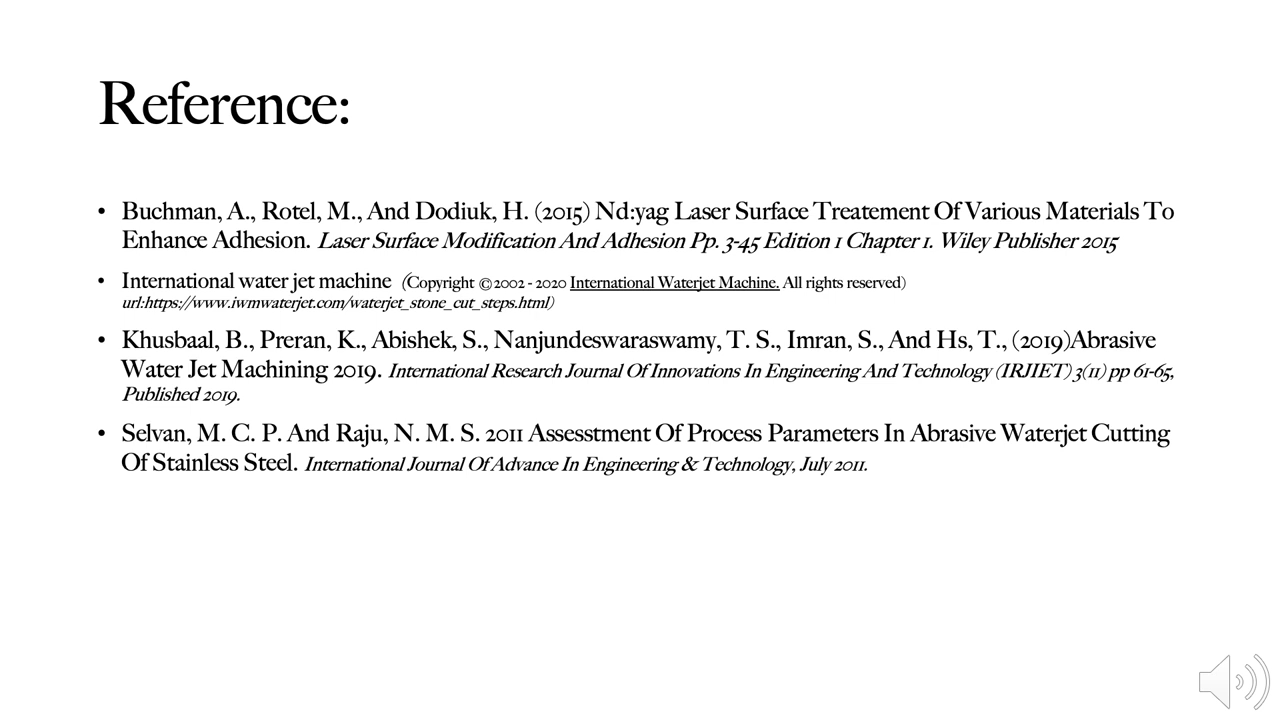 Reference:
• Buchman, A., Rotel, M., And Dodiuk, H. (2015) Nd:yag Laser Surface Treatement Of Various Materials To
Enhance Adhesion. Laser Surface Modification And Adhesion Pp. 3-45 Edition 1 Chapter 1. Wiley Publisher 2015
• International water jet machine (Copyright © 2002 - 2020 International Waterjet Machine. All rights reserved)
url:https://www.iwmwaterjet.com/waterjet_stone_cut_steps.html)
• Khusbaal, B., Preran, K., Abishek, S., Nanjundeswaraswamy, T. S., Imran, S., And Hs, T., (2019)Abrasive
Water Jet Machining 2019. International Research Journal Of Innovations In Engineering And Technology (IRJIET) 3(11) pp 61-65,
Published 2019.
• Selvan, M. C. P. And Raju, N. M. S. 2011 Assesstment Of Process Parameters In Abrasive Waterjet Cutting
Of Stainless Steel. International Journal Of Advance In Engineering & Technology, July 2011.